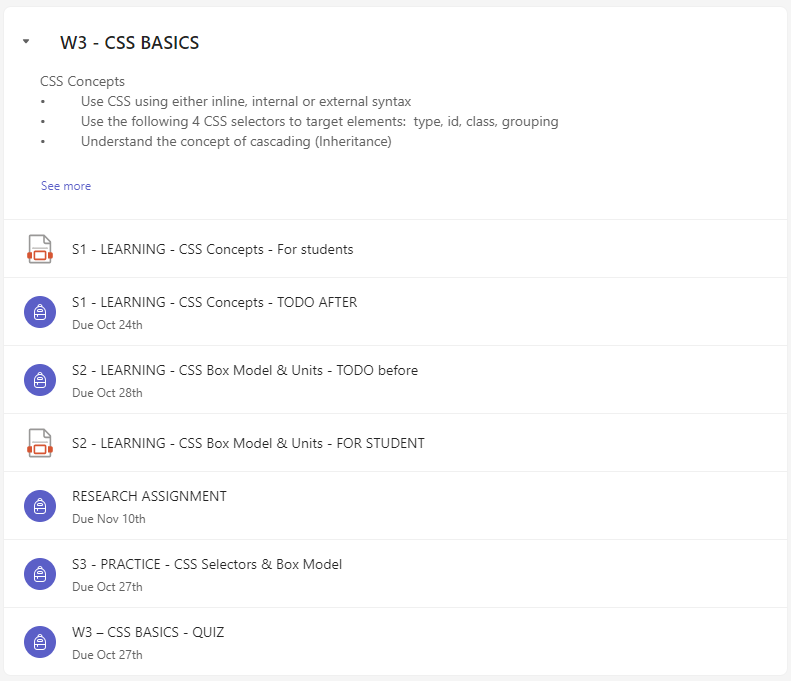 W3 - CSS BASICS
CSS Concepts
• Use CSS using either inline, internal or external syntax
• Use the following 4 CSS selectors to target elements:  type, id, class, grouping
• Understand the concept of cascading (Inheritance)
See more
S1 - LEARNING - CSS Concepts - For students
S1 - LEARNING - CSS Concepts - TODO AFTER
Due Oct 24th
S2 - LEARNING - CSS Box Model & Units - TODO before
Due Oct 28th
S2 - LEARNING - CSS Box Model & Units - FOR STUDENT
RESEARCH ASSIGNMENT
Due Nov 10th
S3 - PRACTICE - CSS Selectors & Box Model
Due Oct 27th
W3 – CSS BASICS - QUIZ
Due Oct 27th